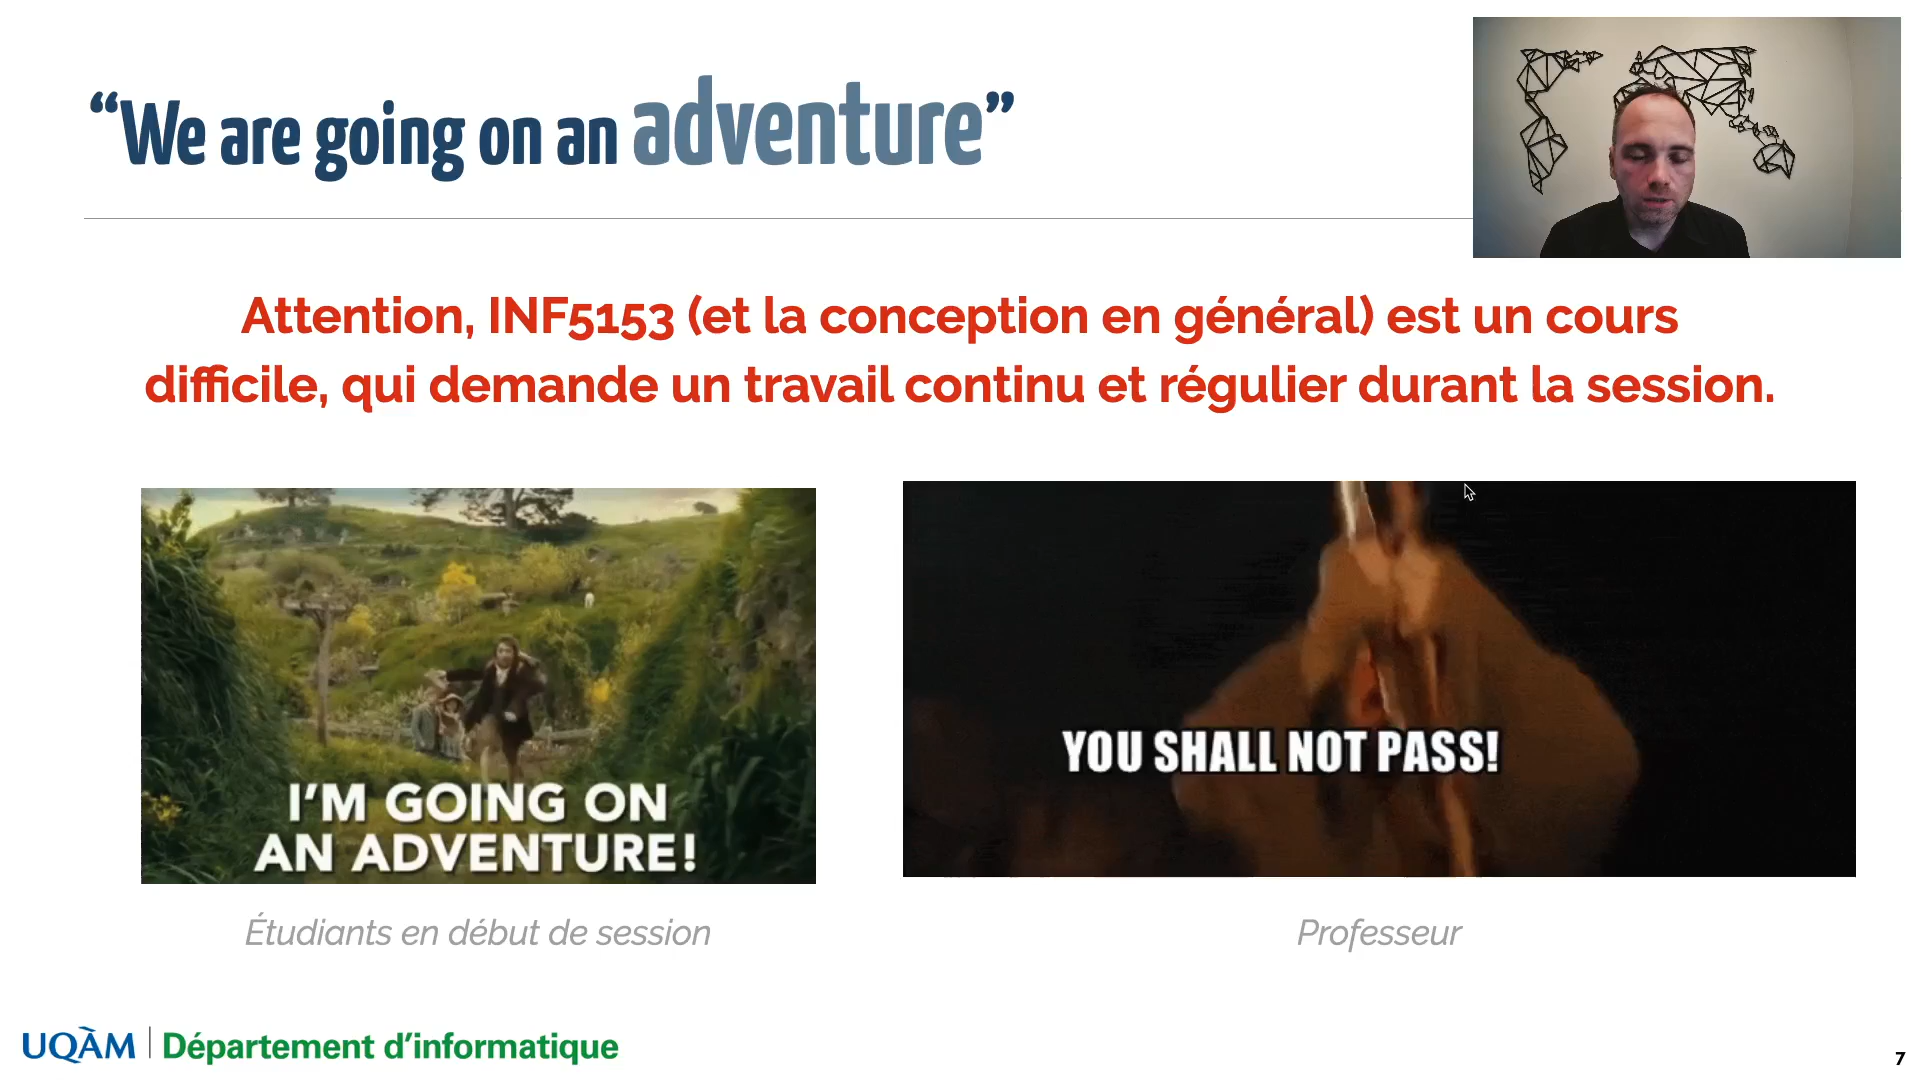 “We are going on an adventure”
Attention, INF5153 (et la conception en général) est un cours
difficile, qui demande un travail continu et régulier durant la session.
I'M GOING ON
AN ADVENTURE!
YOU SHALL NOT PASS!
Étudiants en début de session
Professeur
UQÀM | Département d’informatique
7